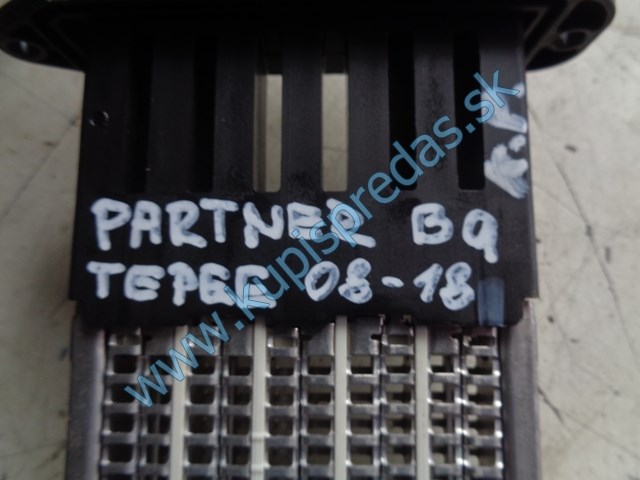 PARTNER B9
TEPEE 08-18
www.kupispredas.sk